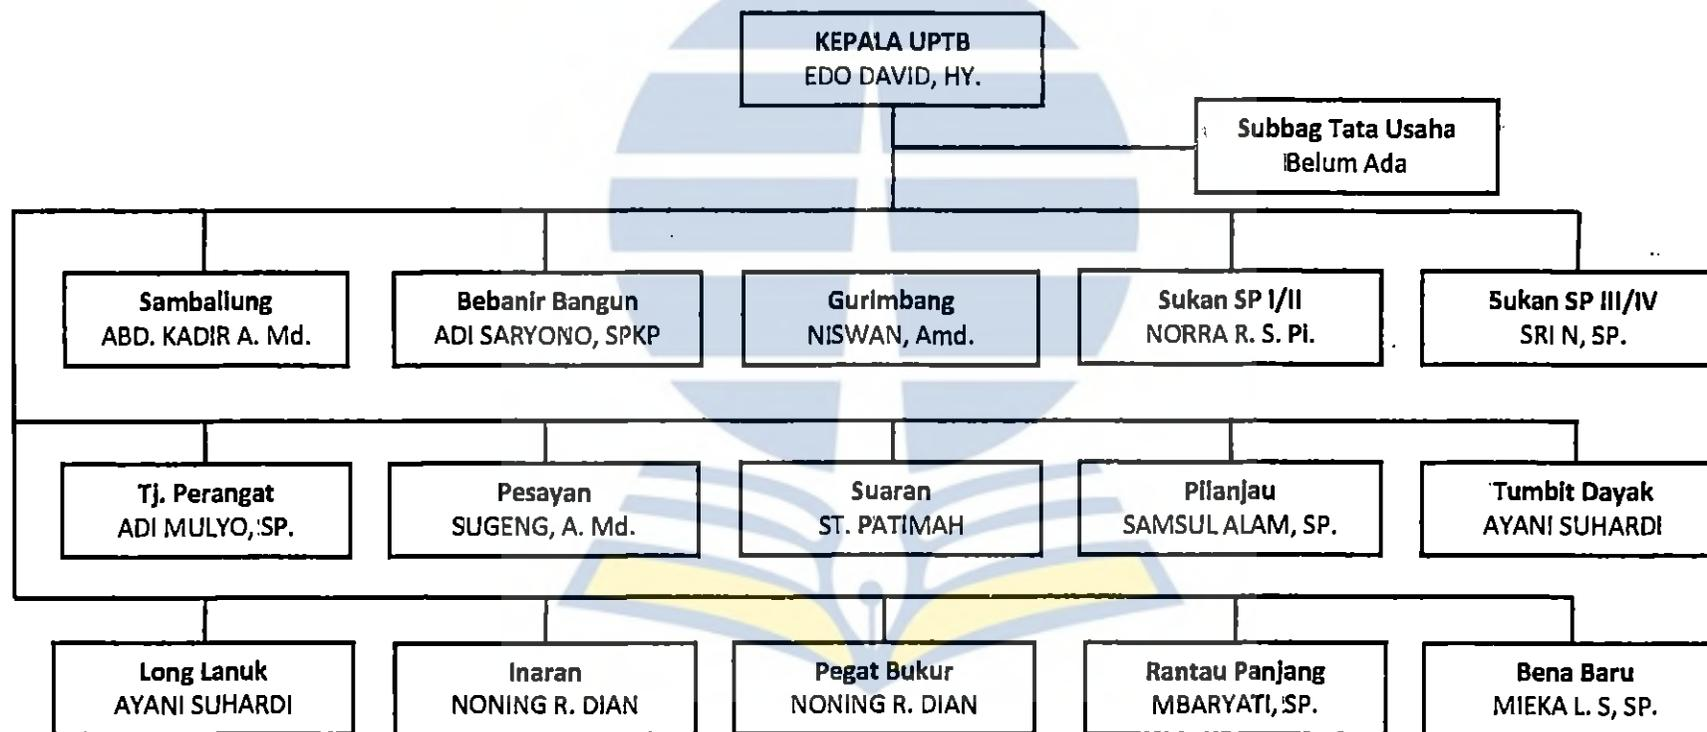 KEPALA UPTB
EDO DAVID, HY.
Subbag Tata Usaha
Belum Ada
Sambaliung
ABD. KADIR A. Md.
Bebanir Bangun
ADI SARYONO, SPKP
Gurimbang
NISWAN, Amd.
Sukan SP I/II
NORRA R. S. Pi.
Sukan SP III/IV
SRI N, SP.
Tj. Perangat
ADI MULYO, SP.
Pesayan
SUGENG, A. Md.
Suaran
ST. PATIMAH
Pilanjau
SAMSUL ALAM, SP.
Tumbit Dayak
AYANI SUHARDI
Long Lanuk
AYANI SUHARDI
Inaran
NONING R. DIAN
Pegat Bukur
NONING R. DIAN
Rantau Panjang
MBARYATI, SP.
Bena Baru
MIEKA L. S, SP.